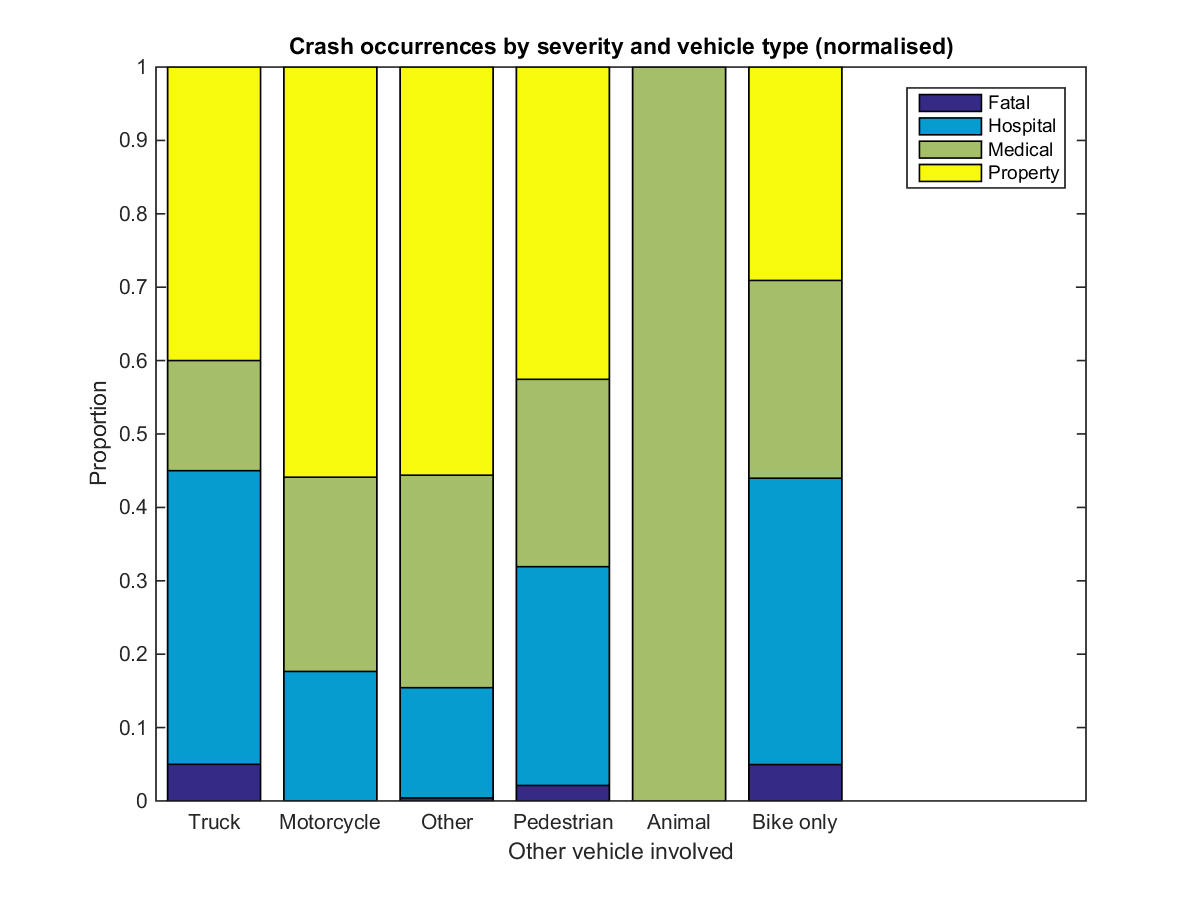 Crash occurrences by severity and vehicle type (normalised)
1
0.9
0.8
0.7
0.6
0.5
0.4
0.3
0.2
0.1
0
Proportion
Fatal
Hospital
Medical
Property
Truck Motorcycle Other Pedestrian Animal Bike only
Other vehicle involved